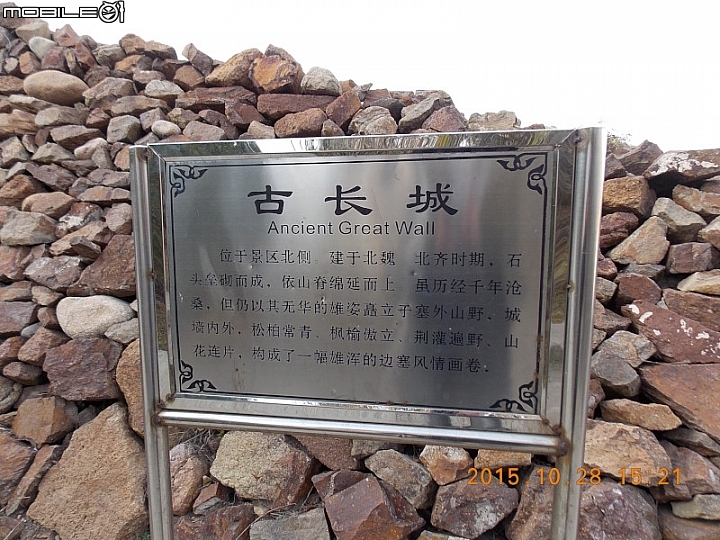 mobile01
古长城
Ancient Great Wall
位于景区北侧 建于北魏 北齐时期，石
头垒砌而成，依山脊绵延而上 虽历经千年沧
桑，但仍以其无华的雄姿矗立于塞外山野、城
墙内外，松柏常青、枫榆傲立、荆灌遍野、山
花连片，构成了一幅雄浑的边塞风情画卷。
2015 10 28 15:21